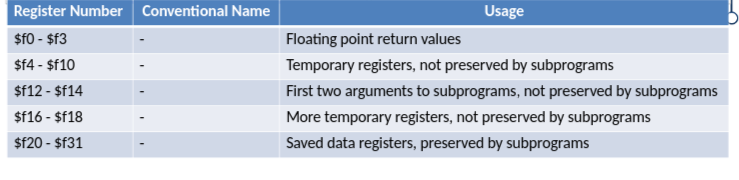 Register Number Conventional Name Usage
$f0 - $f3 - Floating point return values
$f4 - $f10 - Temporary registers, not preserved by subprograms
$f12 - $f14 - First two arguments to subprograms, not preserved by subprograms
$f16 - $f18 - More temporary registers, not preserved by subprograms
$f20 - $f31 - Saved data registers, preserved by subprograms